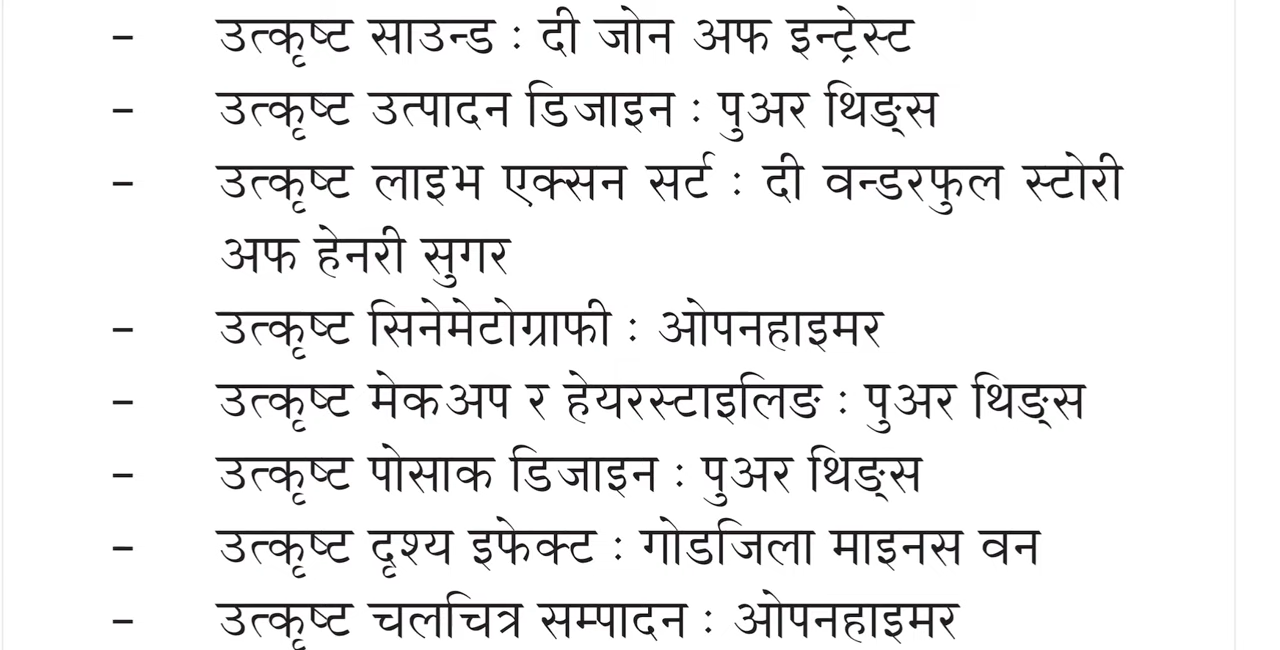 – उत्कृष्ट साउन्ड : दी जोन अफ इन्ट्रेस्ट
– उत्कृष्ट उत्पादन डिजाइन : पुअर थिङ्स
– उत्कृष्ट लाइभ एक्सन सर्ट : दी वन्डरफुल स्टोरी
अफ हेनरी सुगर
– उत्कृष्ट सिनेमेटोग्राफी : ओपनहाइमर
– उत्कृष्ट मेकअप र हेयरस्टाइलिङ : पुअर थिङ्स
– उत्कृष्ट पोसाक डिजाइन : पुअर थिङ्स
– उत्कृष्ट दृश्य इफेक्ट : गोडजिला माइनस वन
– उत्कृष्ट चलचित्र सम्पादन : ओपनहाइमर